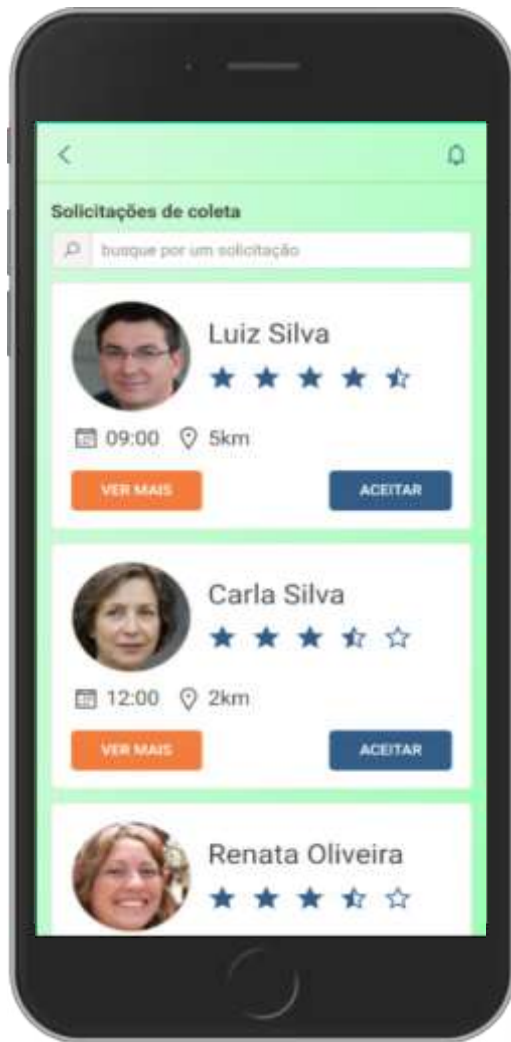 Solicitações de coleta
busque por um solicitação
Luiz Silva
09:00 5km
VER MAIS ACEITAR
Carla Silva
12:00 2km
VER MAIS ACEITAR
Renata Oliveira